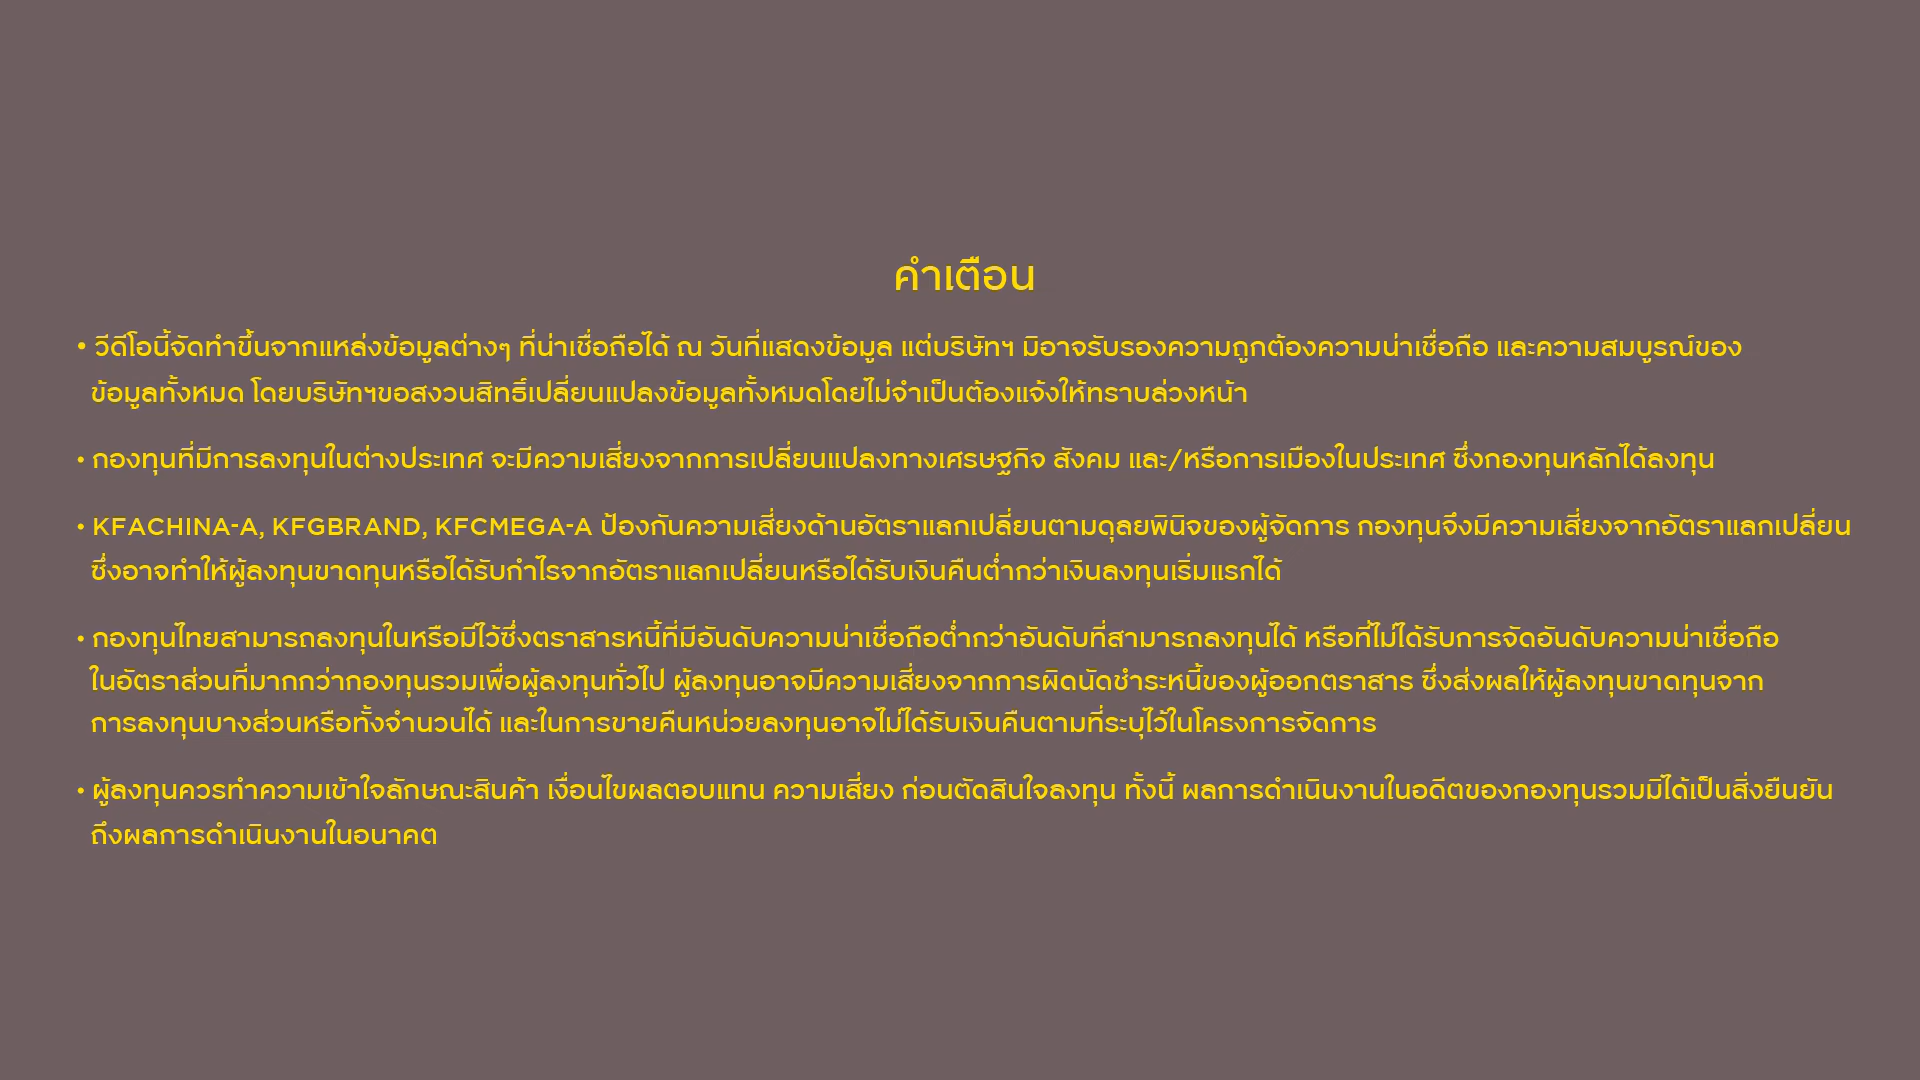 คำเตือน
• วีดีโอนี้จัดทำขึ้นจากแหล่งข้อมูลต่างๆ ที่น่าเชื่อถือได้ ณ วันที่แสดงข้อมูล แต่บริษัทฯ มิอาจรับรองความถูกต้องความน่าเชื่อถือ และความสมบูรณ์ของ
ข้อมูลทั้งหมด โดยบริษัทฯขอสงวนสิทธิ์เปลี่ยนแปลงข้อมูลทั้งหมดโดยไม่จำเป็นต้องแจ้งให้ทราบล่วงหน้า
• กองทุนที่มีการลงทุนในต่างประเทศ จะมีความเสี่ยงจากการเปลี่ยนแปลงทางเศรษฐกิจ สังคม และ/หรือการเมืองในประเทศ ซึ่งกองทุนหลักได้ลงทุน
• KFACHINA-A, KFGBRAND, KFCMEGA-A ป้องกันความเสี่ยงด้านอัตราแลกเปลี่ยนตามดุลยพินิจของผู้จัดการ กองทุนจึงมีความเสี่ยงจากอัตราแลกเปลี่ยน
ซึ่งอาจทำให้ผู้ลงทุนขาดทุนหรือได้รับกำไรจากอัตราแลกเปลี่ยนหรือได้รับเงินคืนต่ำกว่าเงินลงทุนเริ่มแรกได้
• กองทุนไทยสามารถลงทุนในหรือมีไว้ซึ่งตราสารหนี้ที่มีอันดับความน่าเชื่อถือต่ำกว่าอันดับที่สามารถลงทุนได้ หรือที่ไม่ได้รับการจัดอันดับความน่าเชื่อถือ
ในอัตราส่วนที่มากกว่ากองทุนรวมเพื่อผู้ลงทุนทั่วไป ผู้ลงทุนอาจมีความเสี่ยงจากการผิดนัดชำระหนี้ของผู้ออกตราสาร ซึ่งส่งผลให้ผู้ลงทุนขาดทุนจาก
การลงทุนบางส่วนหรือทั้งจำนวนได้ และในการขายคืนหน่วยลงทุนอาจไม่ได้รับเงินคืนตามที่ระบุไว้ในโครงการจัดการ
• ผู้ลงทุนควรทำความเข้าใจลักษณะสินค้า เงื่อนไขผลตอบแทน ความเสี่ยง ก่อนตัดสินใจลงทุน ทั้งนี้ ผลการดำเนินงานในอดีตของกองทุนรวมมิได้เป็นสิ่งยืนยัน
ถึงผลการดำเนินงานในอนาคต